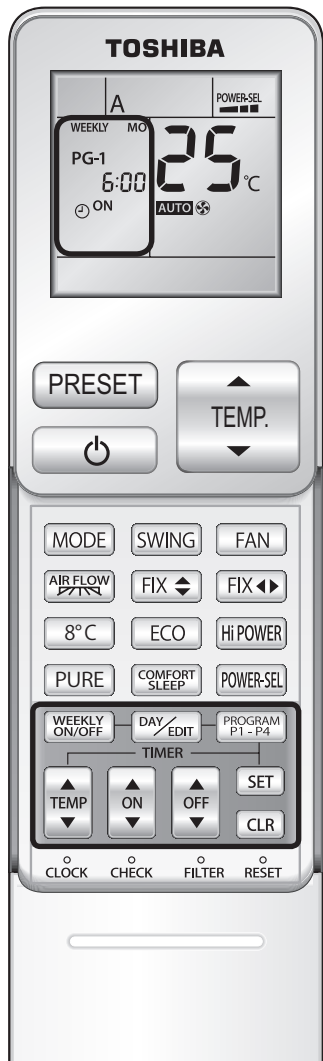 TOSHIBA
A POWER-SEL
WEEKLY MO
PG-1
6:00
ON
25°C
AUTO
PRESET
TEMP.
MODE SWING FAN
AIR FLOW FIX FIX
8°C ECO Hi POWER
PURE COMFORT SLEEP POWER-SEL
WEEKLY ON/OFF DAY/EDIT PROGRAM P1 - P4
TIMER
TEMP ON OFF SET
CLR
CLOCK CHECK FILTER RESET